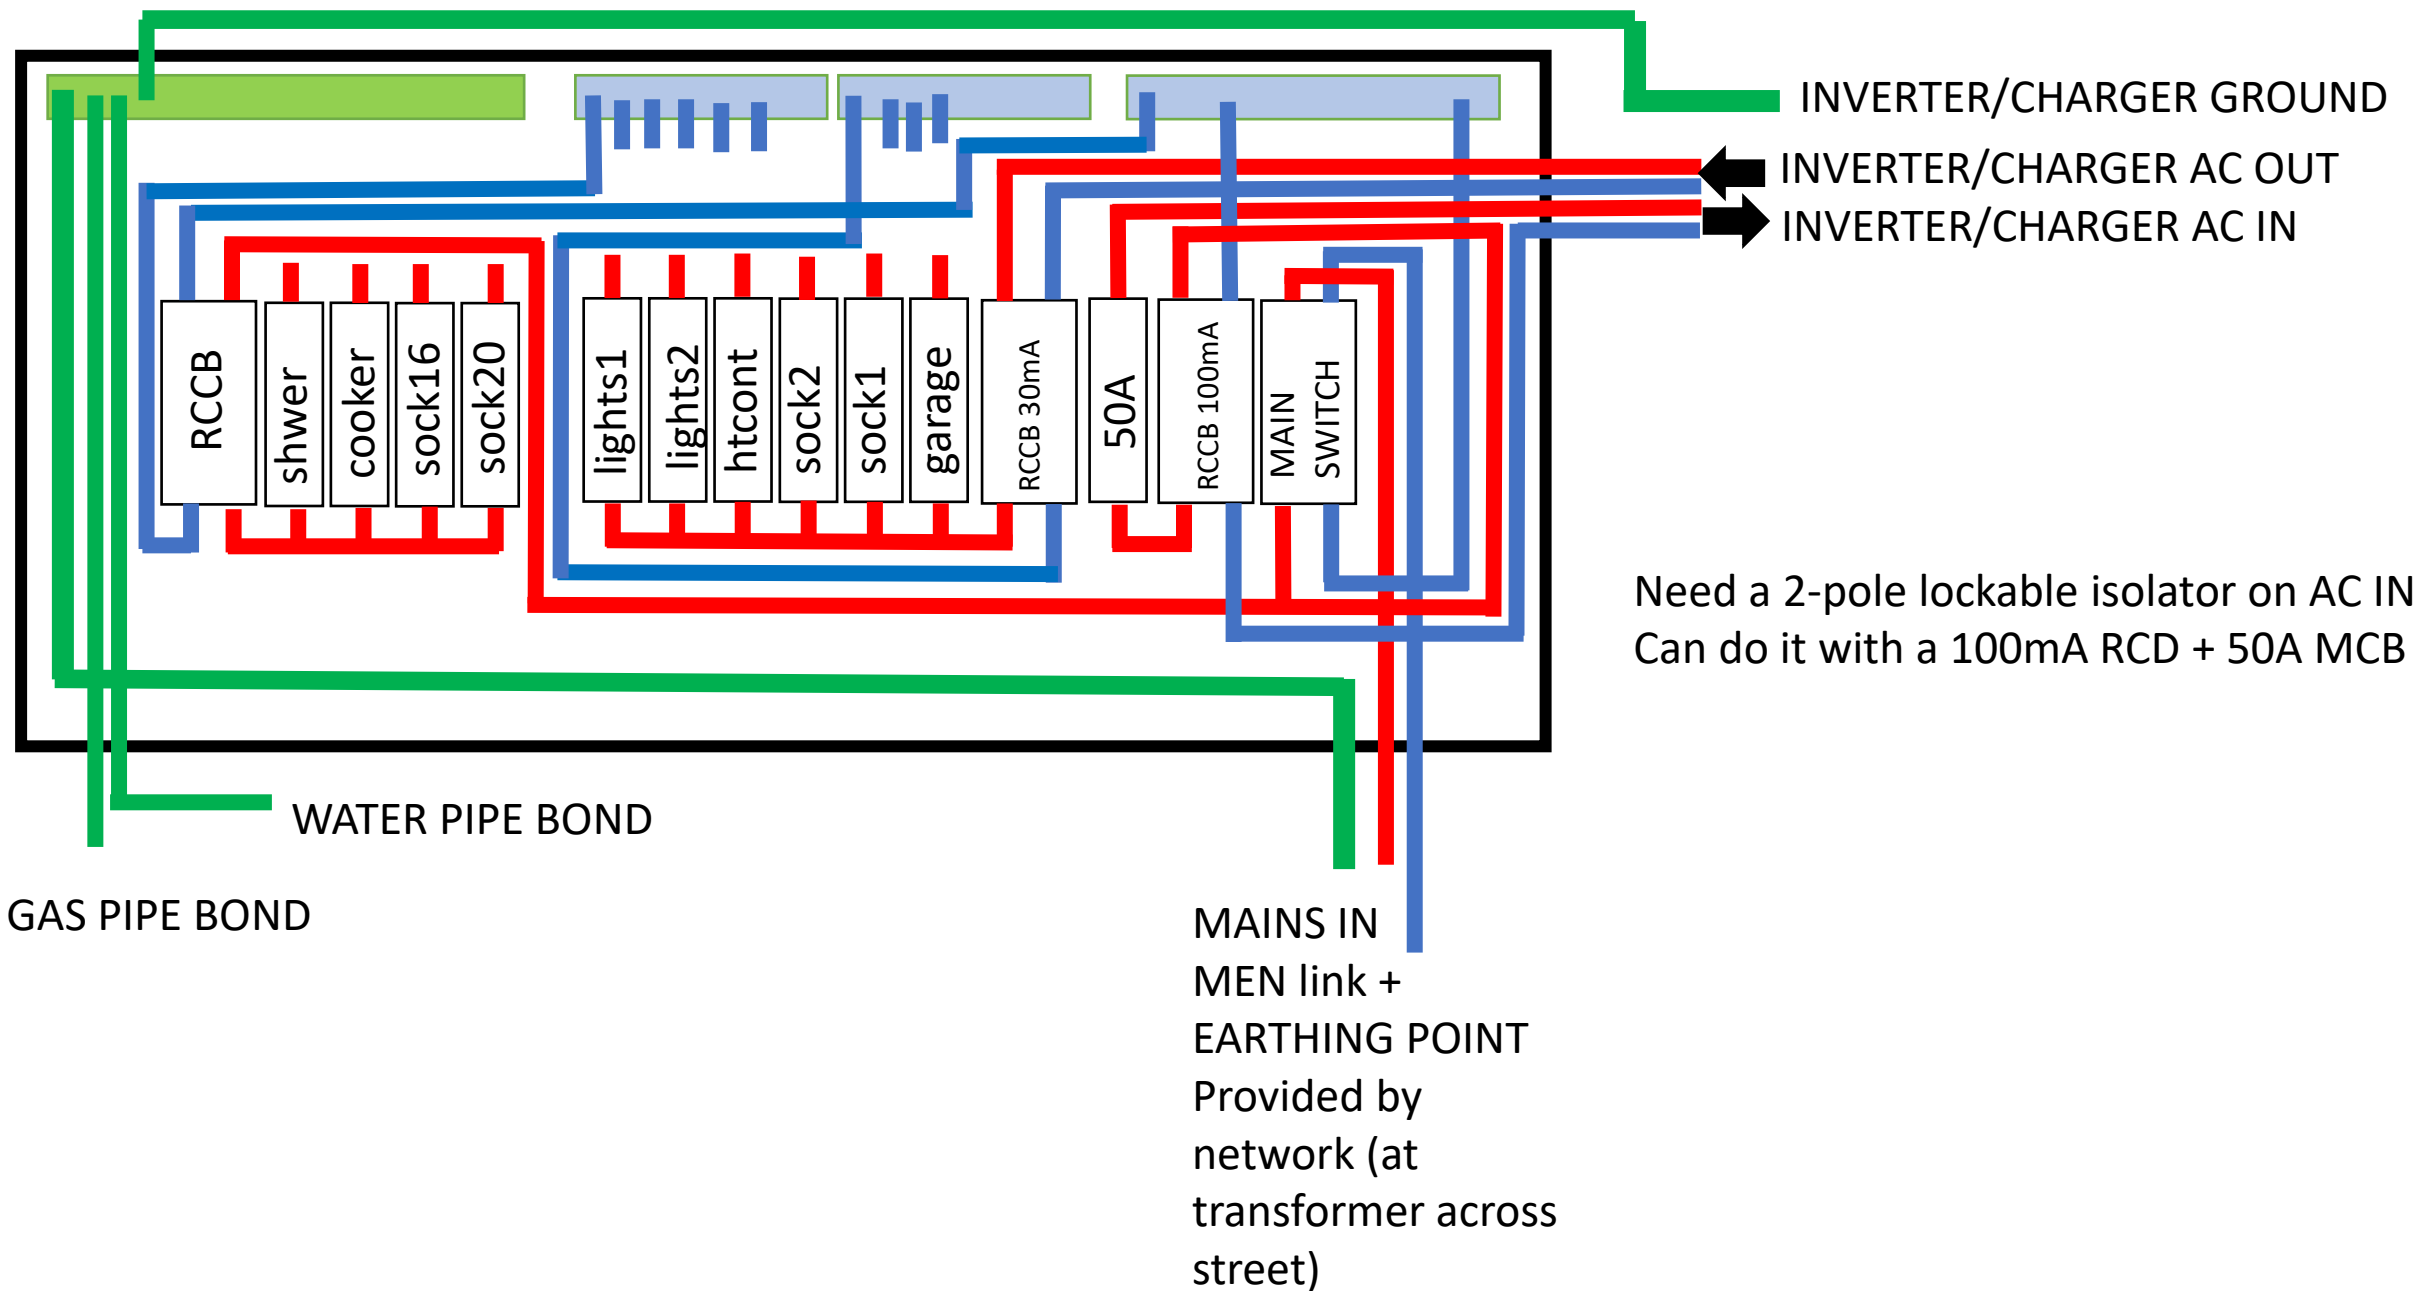 INVERTER/CHARGER GROUND
INVERTER/CHARGER AC OUT
INVERTER/CHARGER AC IN
RCCB
shwer
cooker
sock16
sock20
lights1
lights2
htcont
sock2
sock1
garage
RCCB 30mA
50A
RCCB 100mA
MAIN
SWITCH
Need a 2-pole lockable isolator on AC IN
Can do it with a 100mA RCD + 50A MCB
WATER PIPE BOND
GAS PIPE BOND
MAINS IN
MEN link +
EARTHING POINT
Provided by
network (at
transformer across
street)